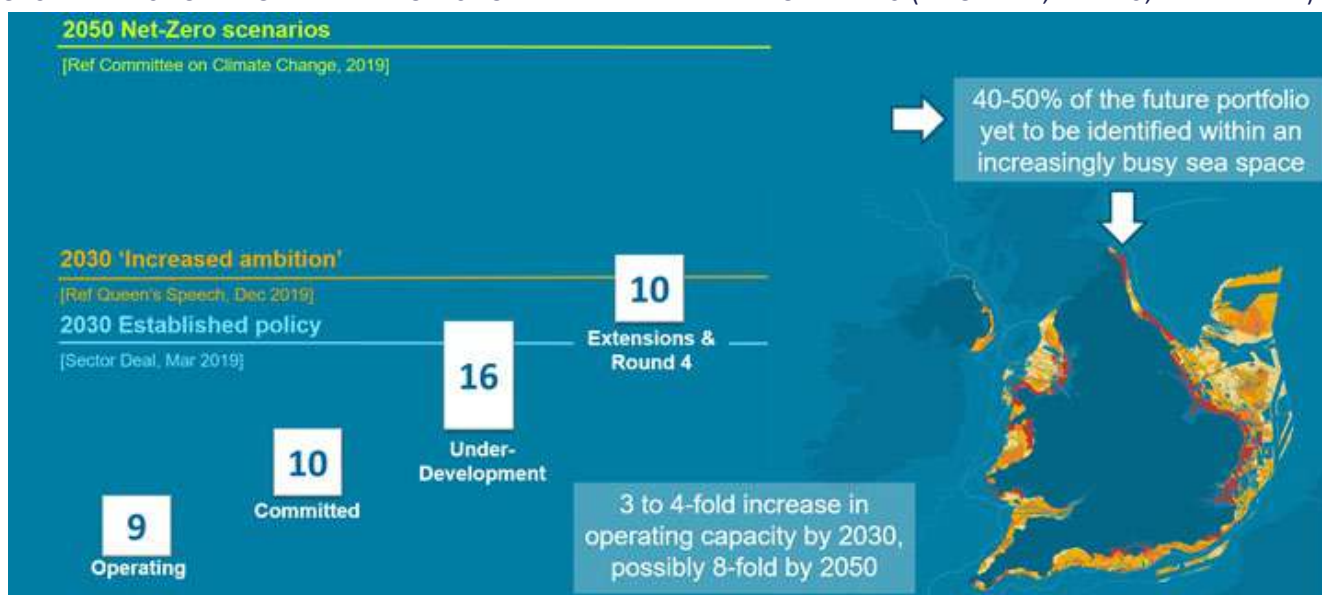 2050 Net-Zero scenarios
[Ref Committee on Climate Change, 2019]
40-50% of the future portfolio
yet to be identified within an
increasingly busy sea space
2030 ‘Increased ambition’
[Ref Queen's Speech, Dec 2019]
2030 Established policy
[Sector Deal, Mar 2019]
10
Extensions &
Round 4
16
Under-
Development
10
Committed
9
Operating
3 to 4-fold increase in
operating capacity by 2030,
possibly 8-fold by 2050